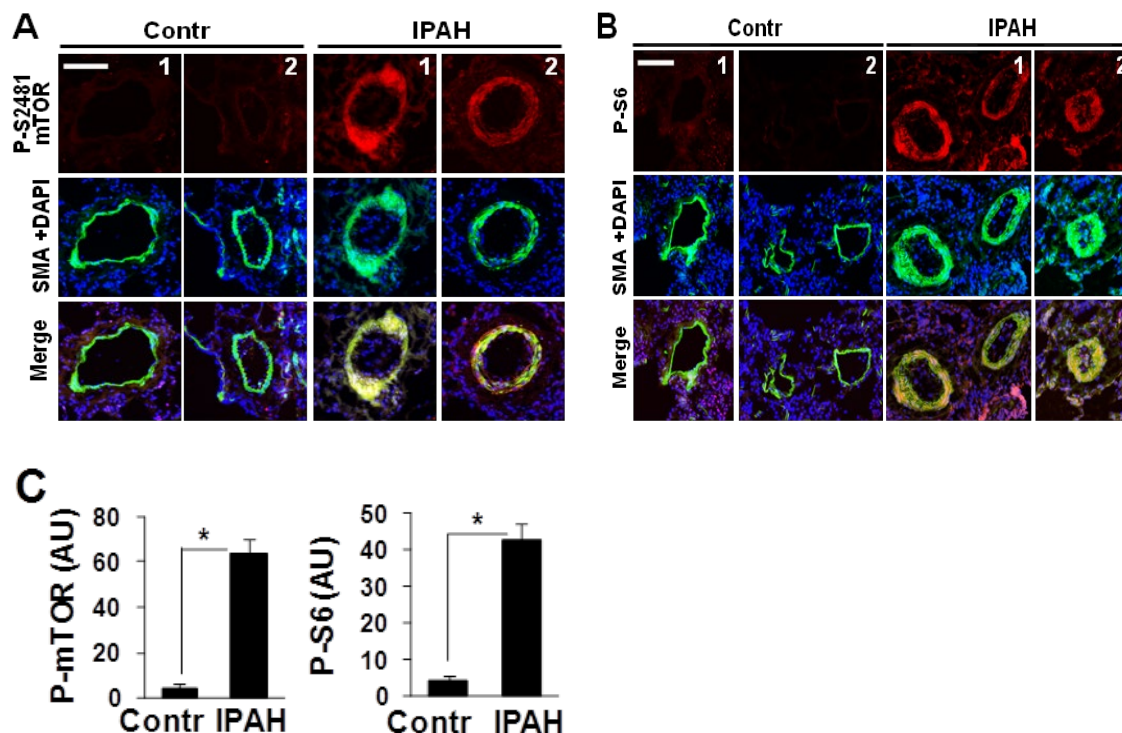 A
Contr
IPAH
P-S2481
mTOR
1
2
1
2
SMA +DAPI
Merge
B
Contr
IPAH
P-S6
1
2
1
2
SMA +DAPI
Merge
C
P-mTOR (AU)
80
60
40
20
0
*
Contr IPAH
P-S6 (AU)
50
40
30
20
10
0
*
Contr IPAH